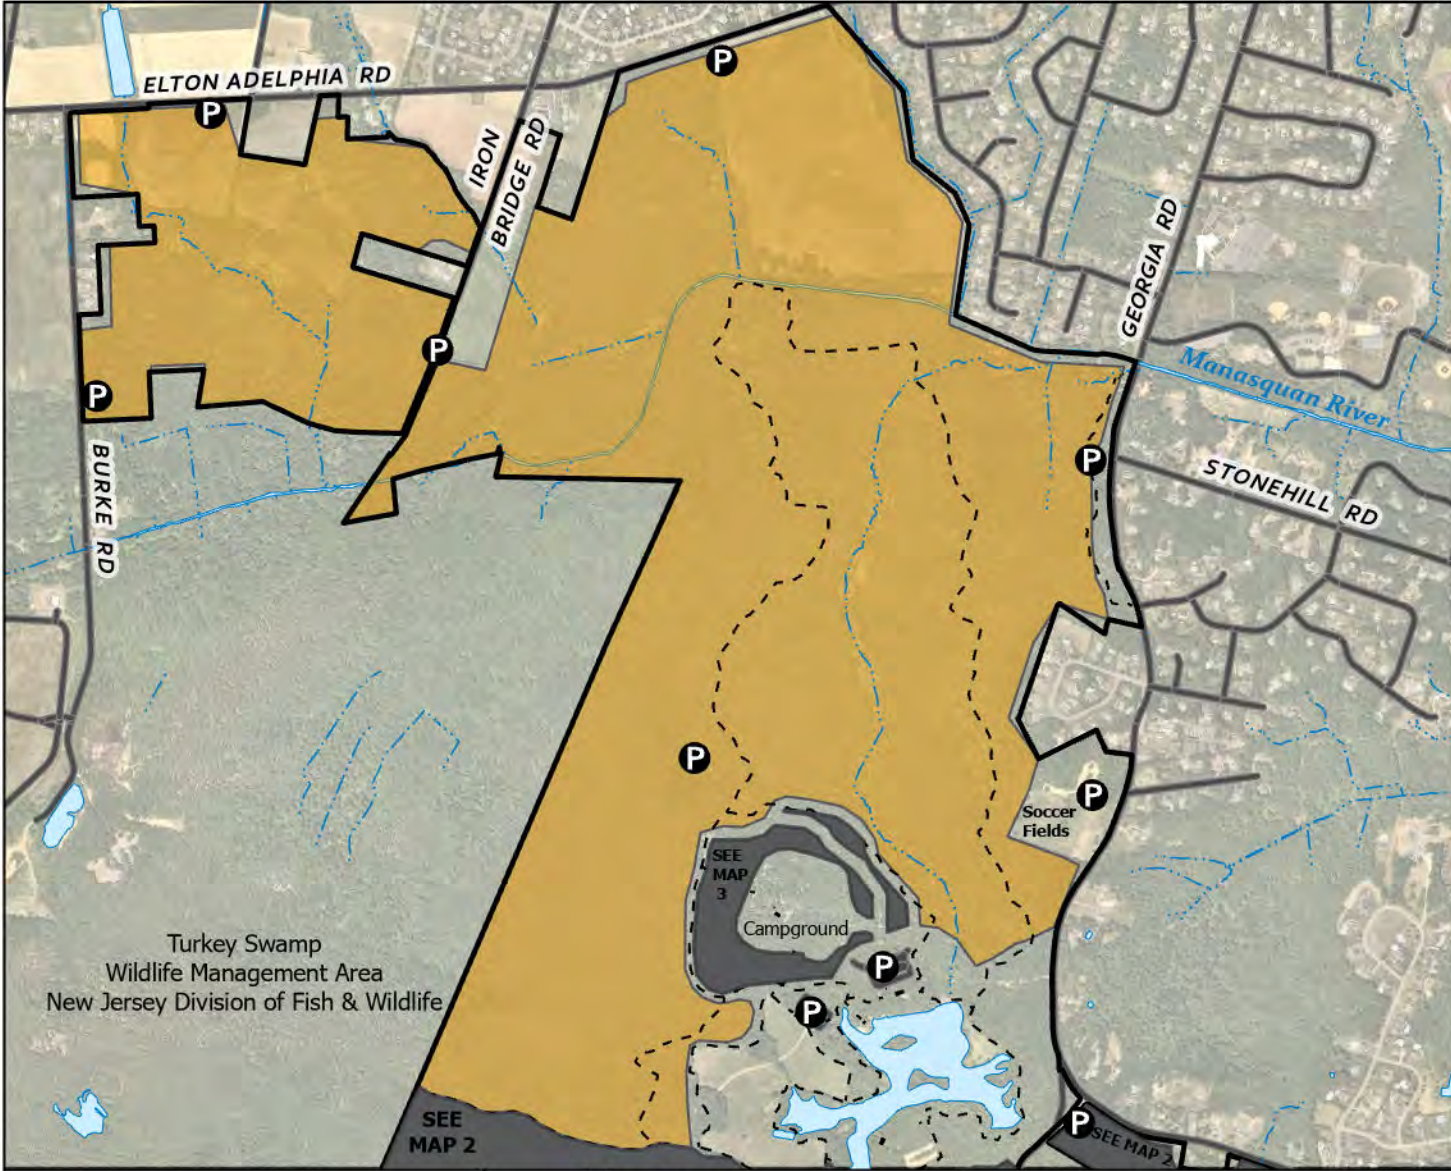 ELTON ADELPHIA RD
P
P
IRON
BRIDGE RD
GEORGIA RD
P
Manasquan River
P
P
STONEHILL RD
BURKE RD
P
P
Soccer
Fields
SEE
MAP
3
Campground
P
P
Turkey Swamp
Wildlife Management Area
New Jersey Division of Fish & Wildlife
SEE
MAP 2
P
SEE MAP 2